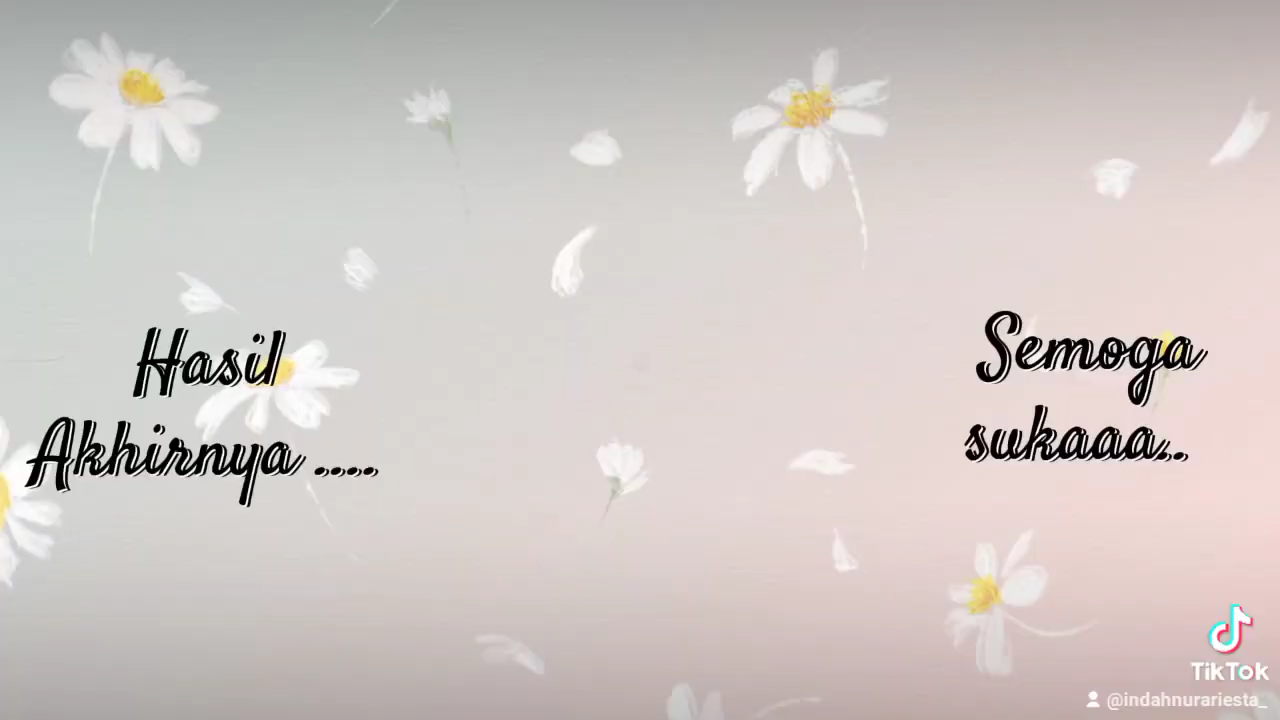 Hasil
Akhirnya .....
Semoga
sukaaa..
TikTok
@indahnurariesta_